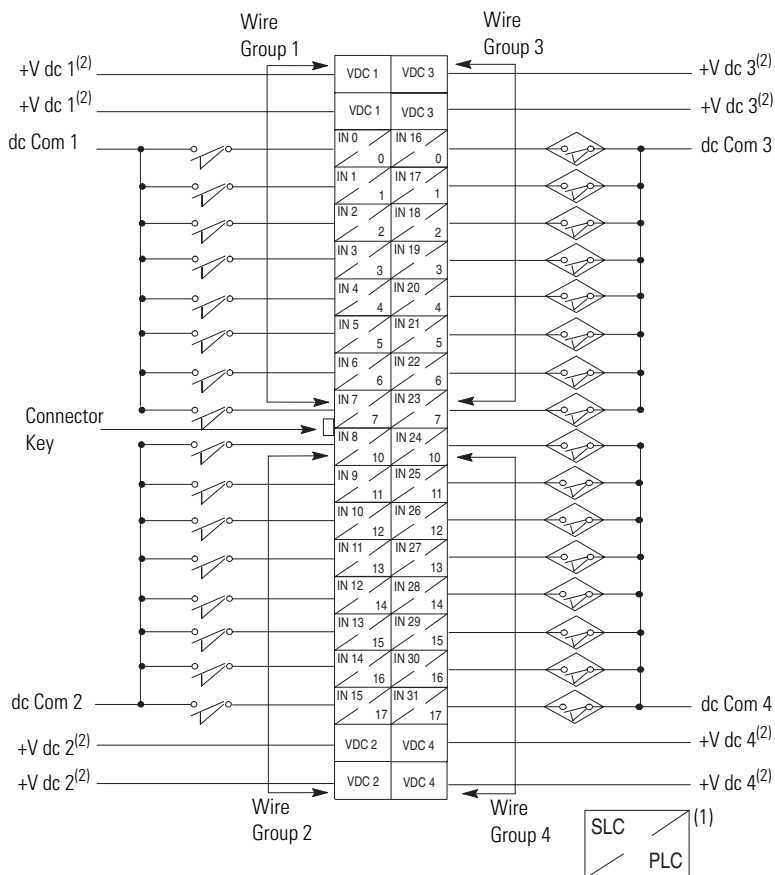 Wire Group 1
Wire Group 3
+V dc 1(2) VDC 1 VDC 3 +V dc 3(2)
+V dc 1(2) VDC 1 VDC 3 +V dc 3(2)
dc Com 1 IN 0 0 IN 16 0 dc Com 3
IN 1 1 IN 17 1
IN 2 2 IN 18 2
IN 3 3 IN 19 3
IN 4 4 IN 20 4
IN 5 5 IN 21 5
IN 6 6 IN 22 6
IN 7 7 IN 23 7
Connector Key
IN 8 10 IN 24 10
IN 9 11 IN 25 11
IN 10 12 IN 26 12
IN 11 13 IN 27 13
IN 12 14 IN 28 14
IN 13 15 IN 29 15
IN 14 16 IN 30 16
dc Com 2 IN 15 17 IN 31 17 dc Com 4
+V dc 2(2) VDC 2 VDC 4 +V dc 4(2)
+V dc 2(2) VDC 2 VDC 4 +V dc 4(2)
Wire Group 2
Wire Group 4
SLC (1)
PLC